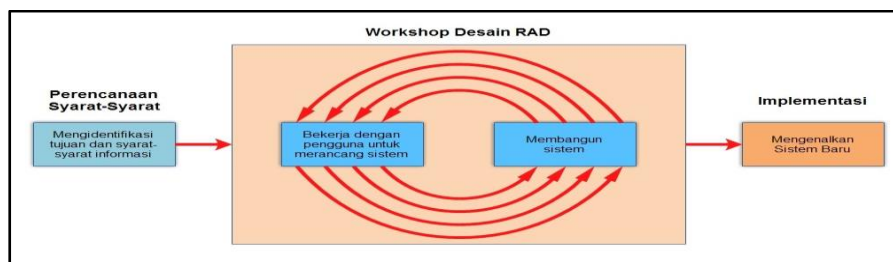 Workshop Desain RAD
Perencanaan
Syarat-Syarat
Mengidentifikasi
tujuan dan syarat-
syarat informasi
Bekerja dengan
pengguna untuk
merancang sistem
Membangun
sistem
Implementasi
Mengenalkan
Sistem Baru